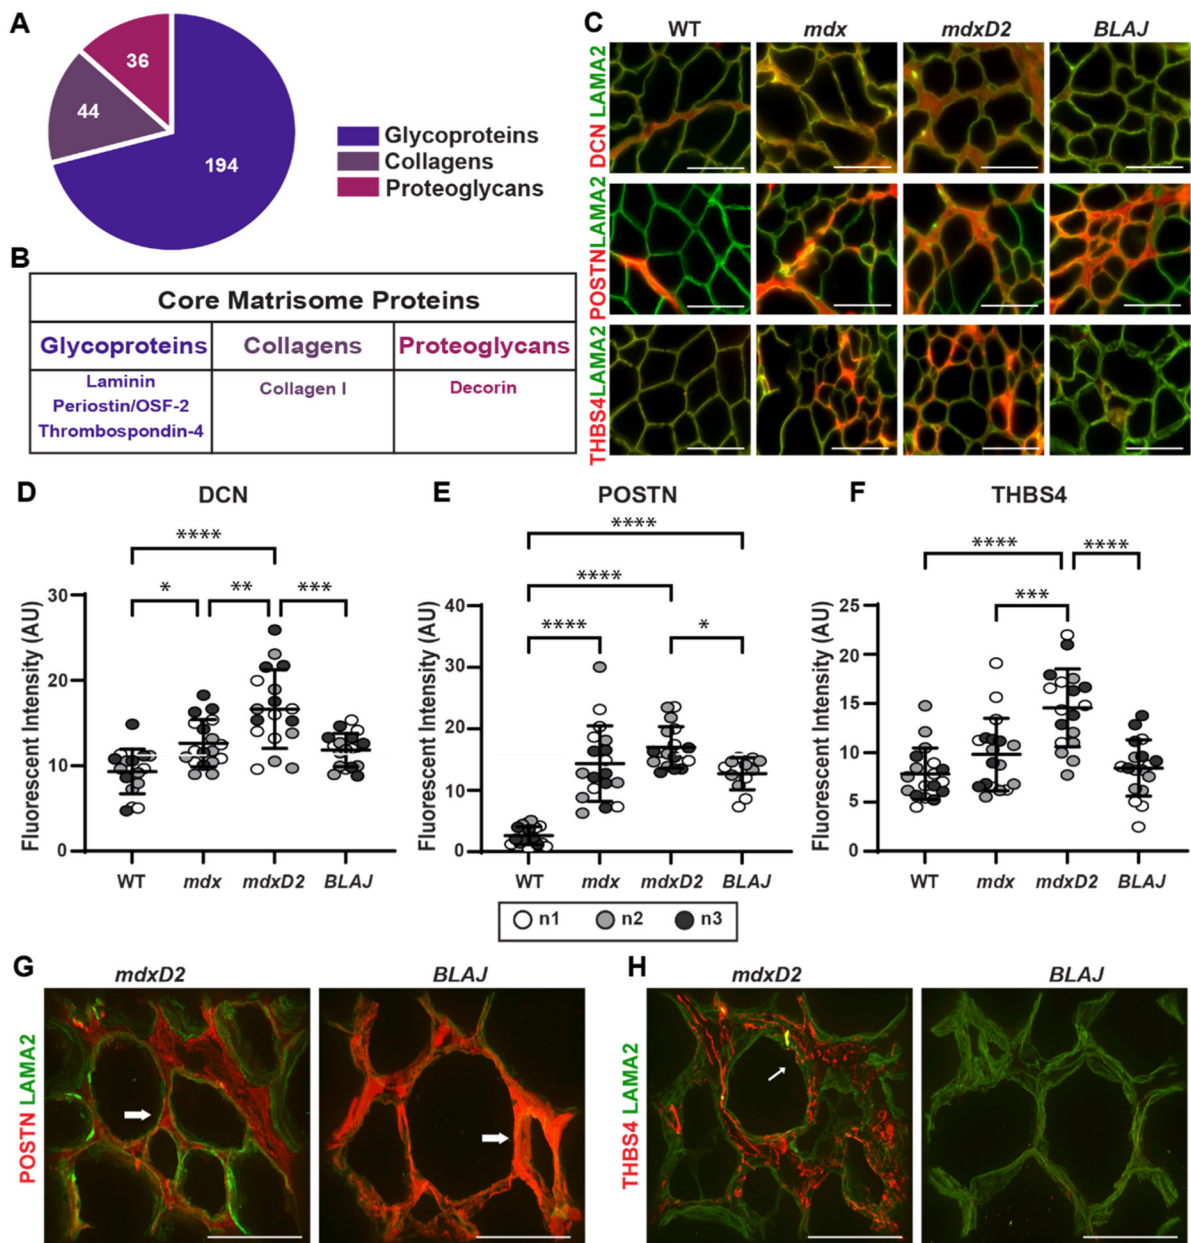 A
36
44
194
Glycoproteins
Collagens
Proteoglycans
B
Core Matrisome Proteins
Glycoproteins Collagens Proteoglycans
Laminin Collagen I Decorin
Periostin/OSF-2
Thrombospondin-4
C
WT mdx mdxD2 BLAJ
DCN LAMA2
POSTNLAMA2
THBS4LAMA2
D DCN
****
* ** ***
Fluorescent Intensity (AU)
30
20
10
0
WT mdx mdxD2 BLAJ
E POSTN
****
****
**** *
Fluorescent Intensity (AU)
40
30
20
10
0
WT mdx mdxD2 BLAJ
F THBS4
**** ****
***
Fluorescent Intensity (AU)
25
20
15
10
5
0
WT mdx mdxD2 BLAJ
n1 n2 n3
G mdxD2 BLAJ
POSTN LAMA2
H mdxD2 BLAJ
THBS4 LAMA2